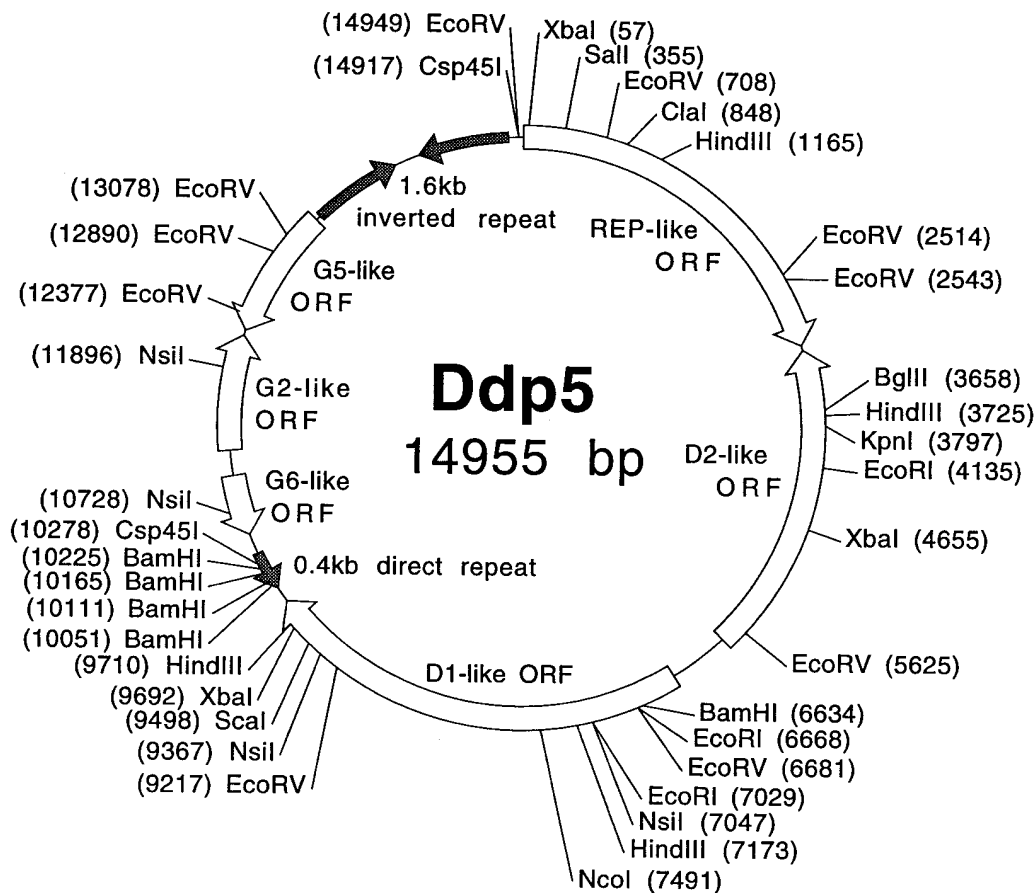 (14949) EcoRV
(14917) Csp45I
XbaI (57)
SalI (355)
EcoRV (708)
ClaI (848)
HindIII (1165)
EcoRV (2514)
EcoRV (2543)
BglII (3658)
HindIII (3725)
KpnI (3797)
EcoRI (4135)
XbaI (4655)
EcoRV (5625)
BamHI (6634)
EcoRI (6668)
EcoRV (6681)
EcoRI (7029)
NsiI (7047)
HindIII (7173)
NcoI (7491)
(13078) EcoRV
(12890) EcoRV
(12377) EcoRV
(11896) NsiI
(10728) NsiI
(10278) Csp45I
(10225) BamHI
(10165) BamHI
(10111) BamHI
(10051) BamHI
(9710) HindIII
(9692) XbaI
(9498) ScaI
(9367) NsiI
(9217) EcoRV
1.6kb
inverted repeat
REP-like
ORF
G5-like
ORF
G2-like
ORF
Ddp5
14955 bp
D2-like
ORF
G6-like
ORF
0.4kb direct repeat
D1-like ORF